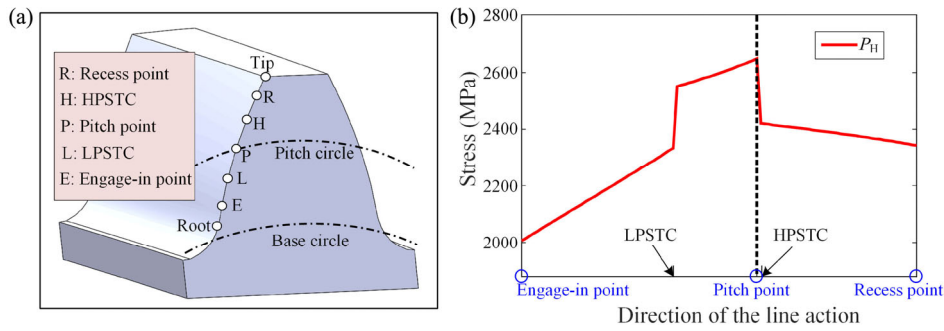 (a)
Tip
R: Recess point
H: HPSTC
P: Pitch point
L: LPSTC
E: Engage-in point
R
H
P
L
E
Root
Pitch circle
Base circle
(b)
2800
2600
2400
2200
2000
Stress (MPa)
P_H
LPSTC
HPSTC
Engage-in point
Pitch point
Recess point
Direction of the line action